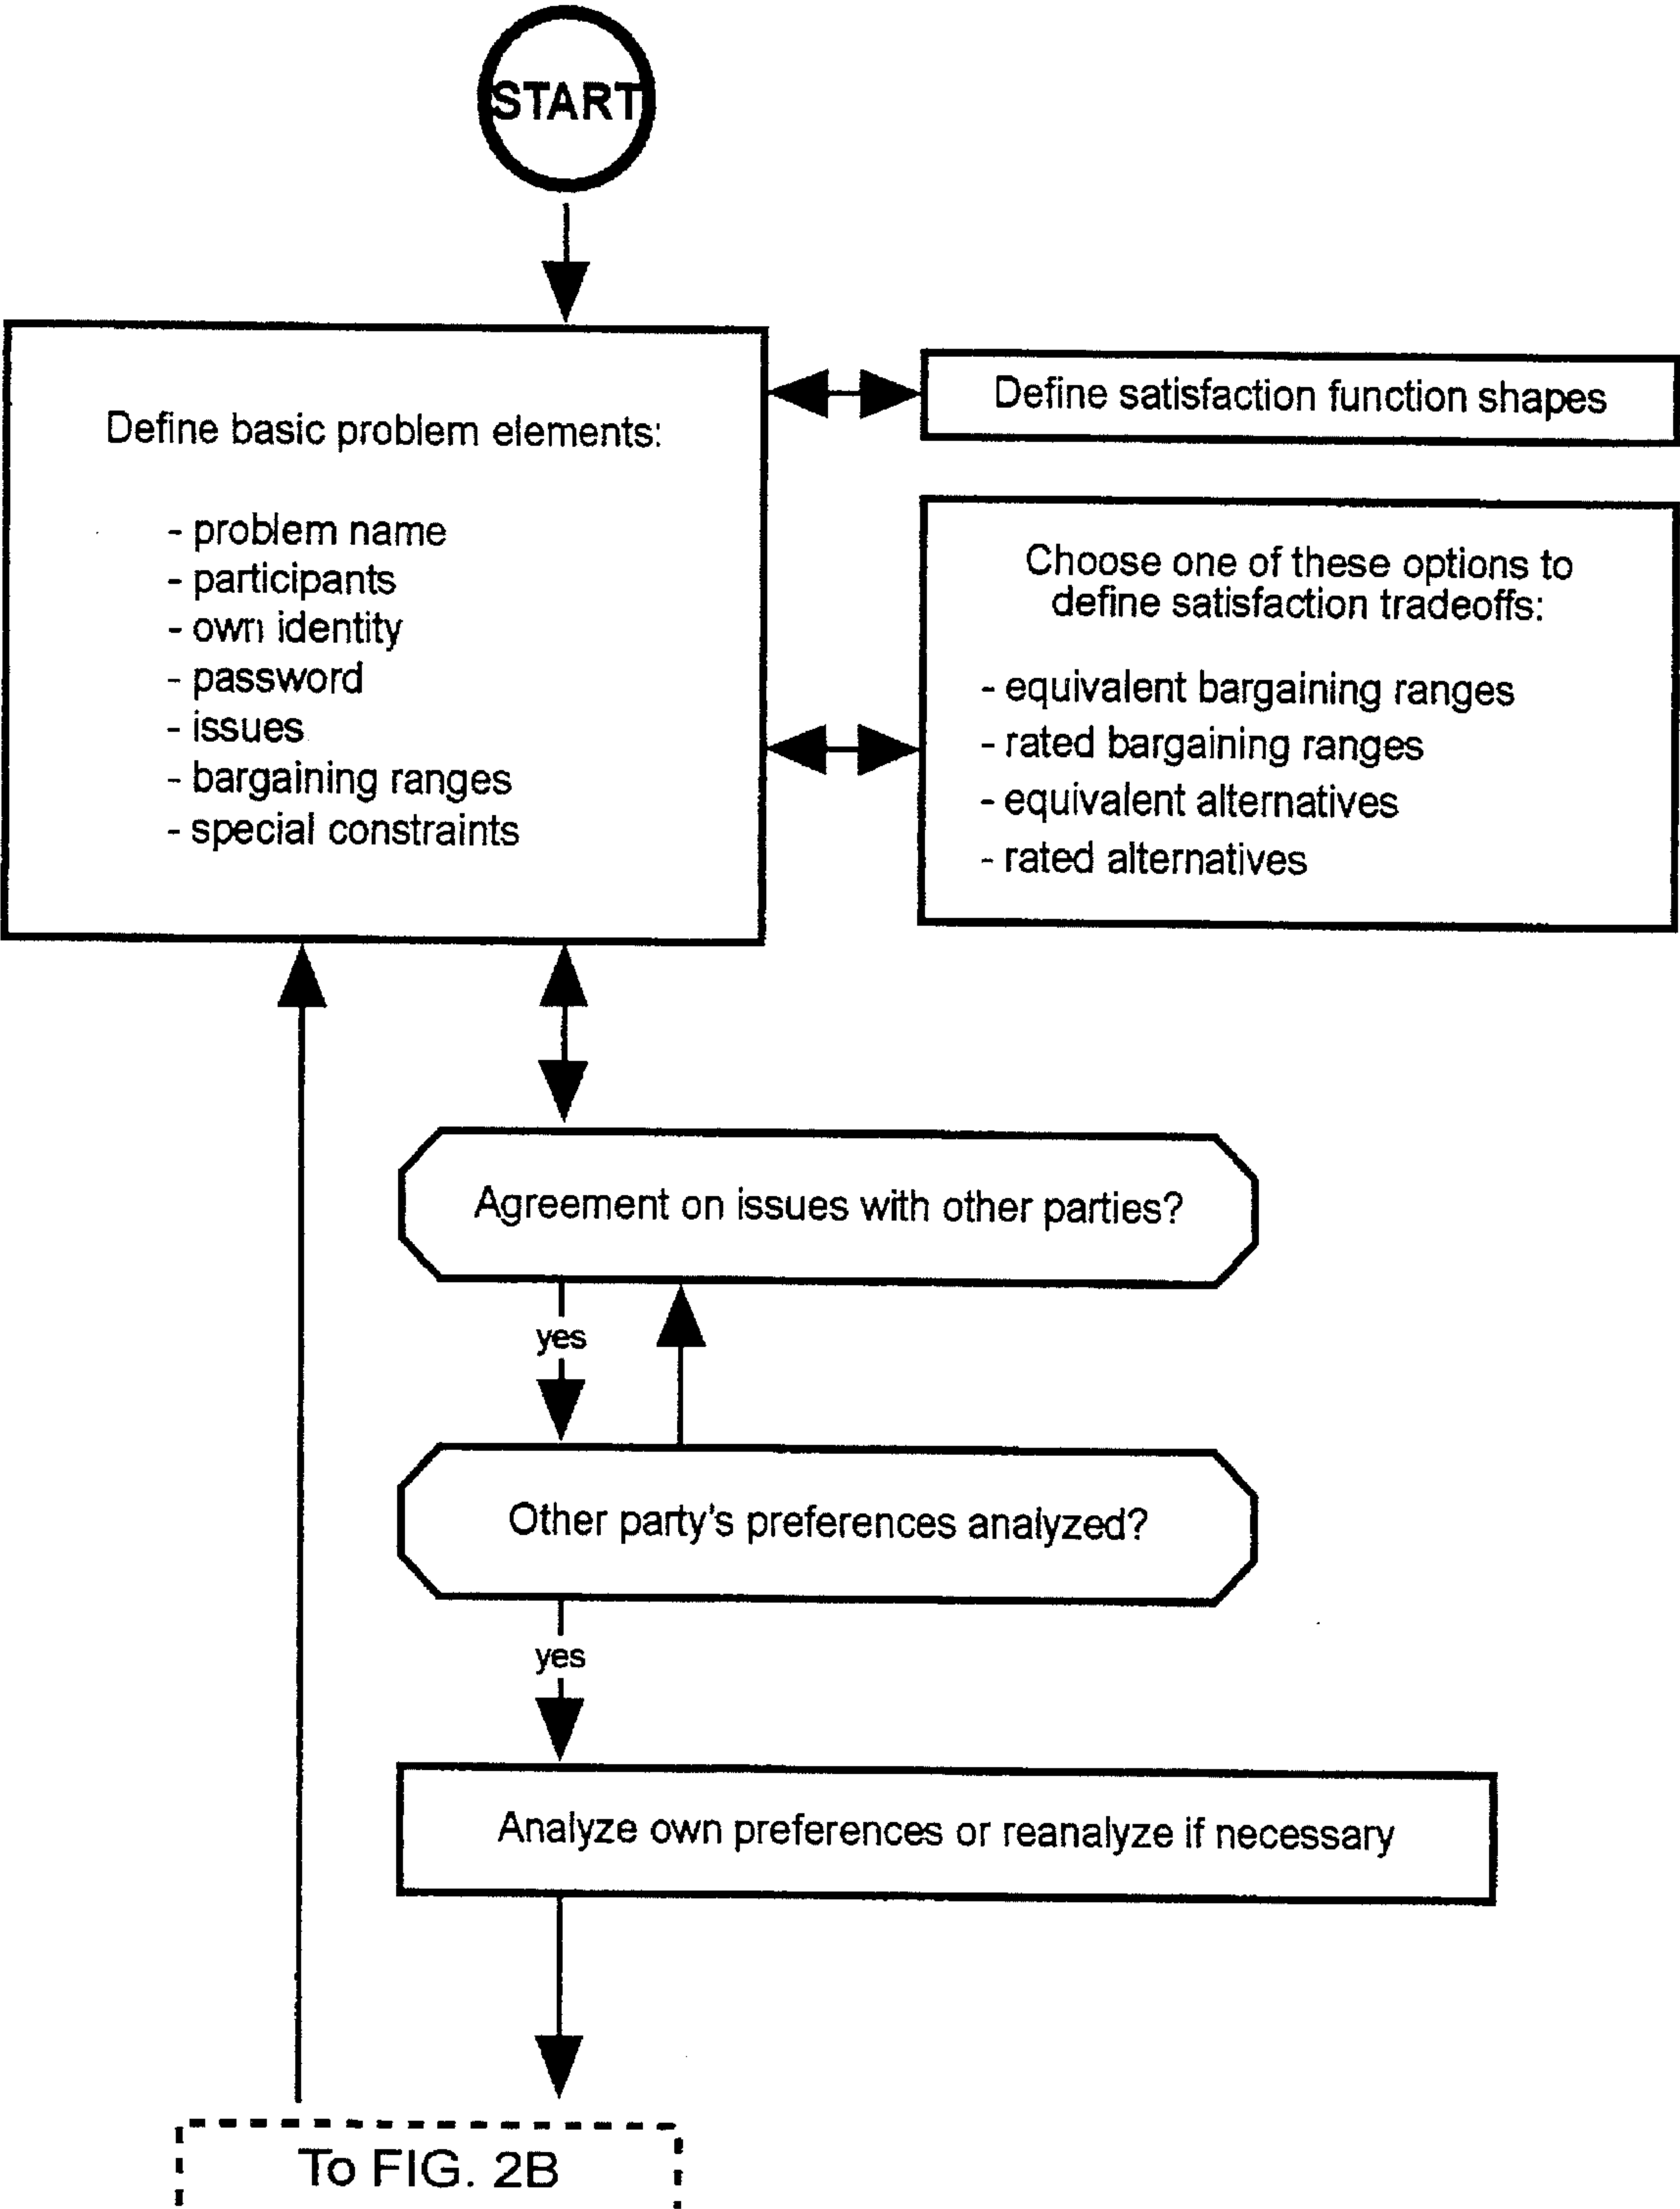 START
Define basic problem elements:
- problem name
- participants
- own identity
- password
- issues
- bargaining ranges
- special constraints
Define satisfaction function shapes
Choose one of these options to
define satisfaction tradeoffs:
- equivalent bargaining ranges
- rated bargaining ranges
- equivalent alternatives
- rated alternatives
Agreement on issues with other parties?
yes
Other party's preferences analyzed?
yes
Analyze own preferences or reanalyze if necessary
To FIG. 2B